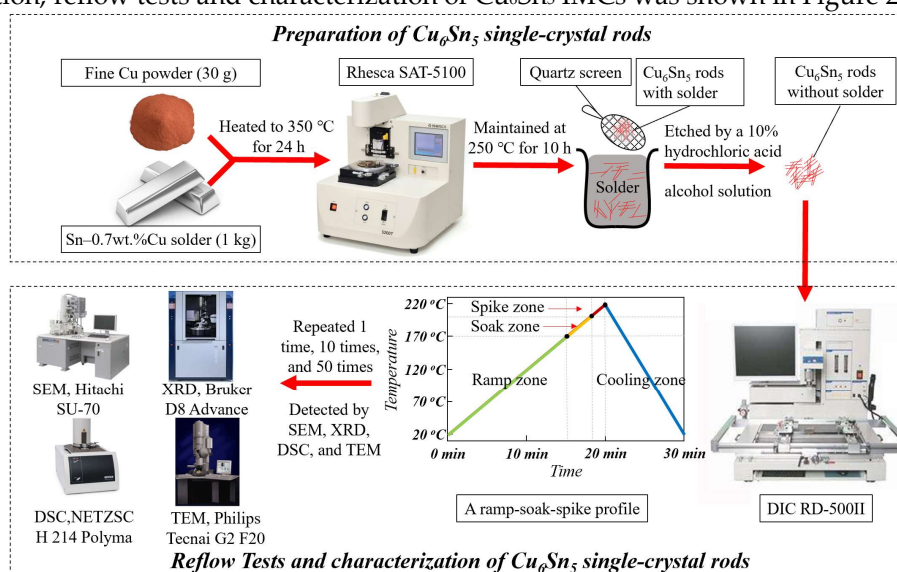 tion, reflow tests and characterization of Cu₆Sn₅ IMCs was shown in Figure 2
Preparation of Cu₆Sn₅ single-crystal rods
Fine Cu powder (30 g)
Sn–0.7wt.%Cu solder (1 kg)
Heated to 350 °C
for 24 h
Rhesca SAT-5100
Maintained at
250 °C for 10 h
Quartz screen
Cu₆Sn₅ rods
with solder
Solder
Etched by a 10%
hydrochloric acid
alcohol solution
Cu₆Sn₅ rods
without solder
SEM, Hitachi
SU-70
XRD, Bruker
D8 Advance
DSC,NETZSC
H 214 Polyma
TEM, Philips
Tecnai G2 F20
Repeated 1
time, 10 times,
and 50 times
Detected by
SEM, XRD,
DSC, and TEM
Temperature
220 °C
170 °C
120 °C
70 °C
20 °C
Spike zone
Soak zone
Ramp zone
Cooling zone
0 min 10 min 20 min 30 min
Time
A ramp-soak-spike profile
DIC RD-500II
Reflow Tests and characterization of Cu₆Sn₅ single-crystal rods